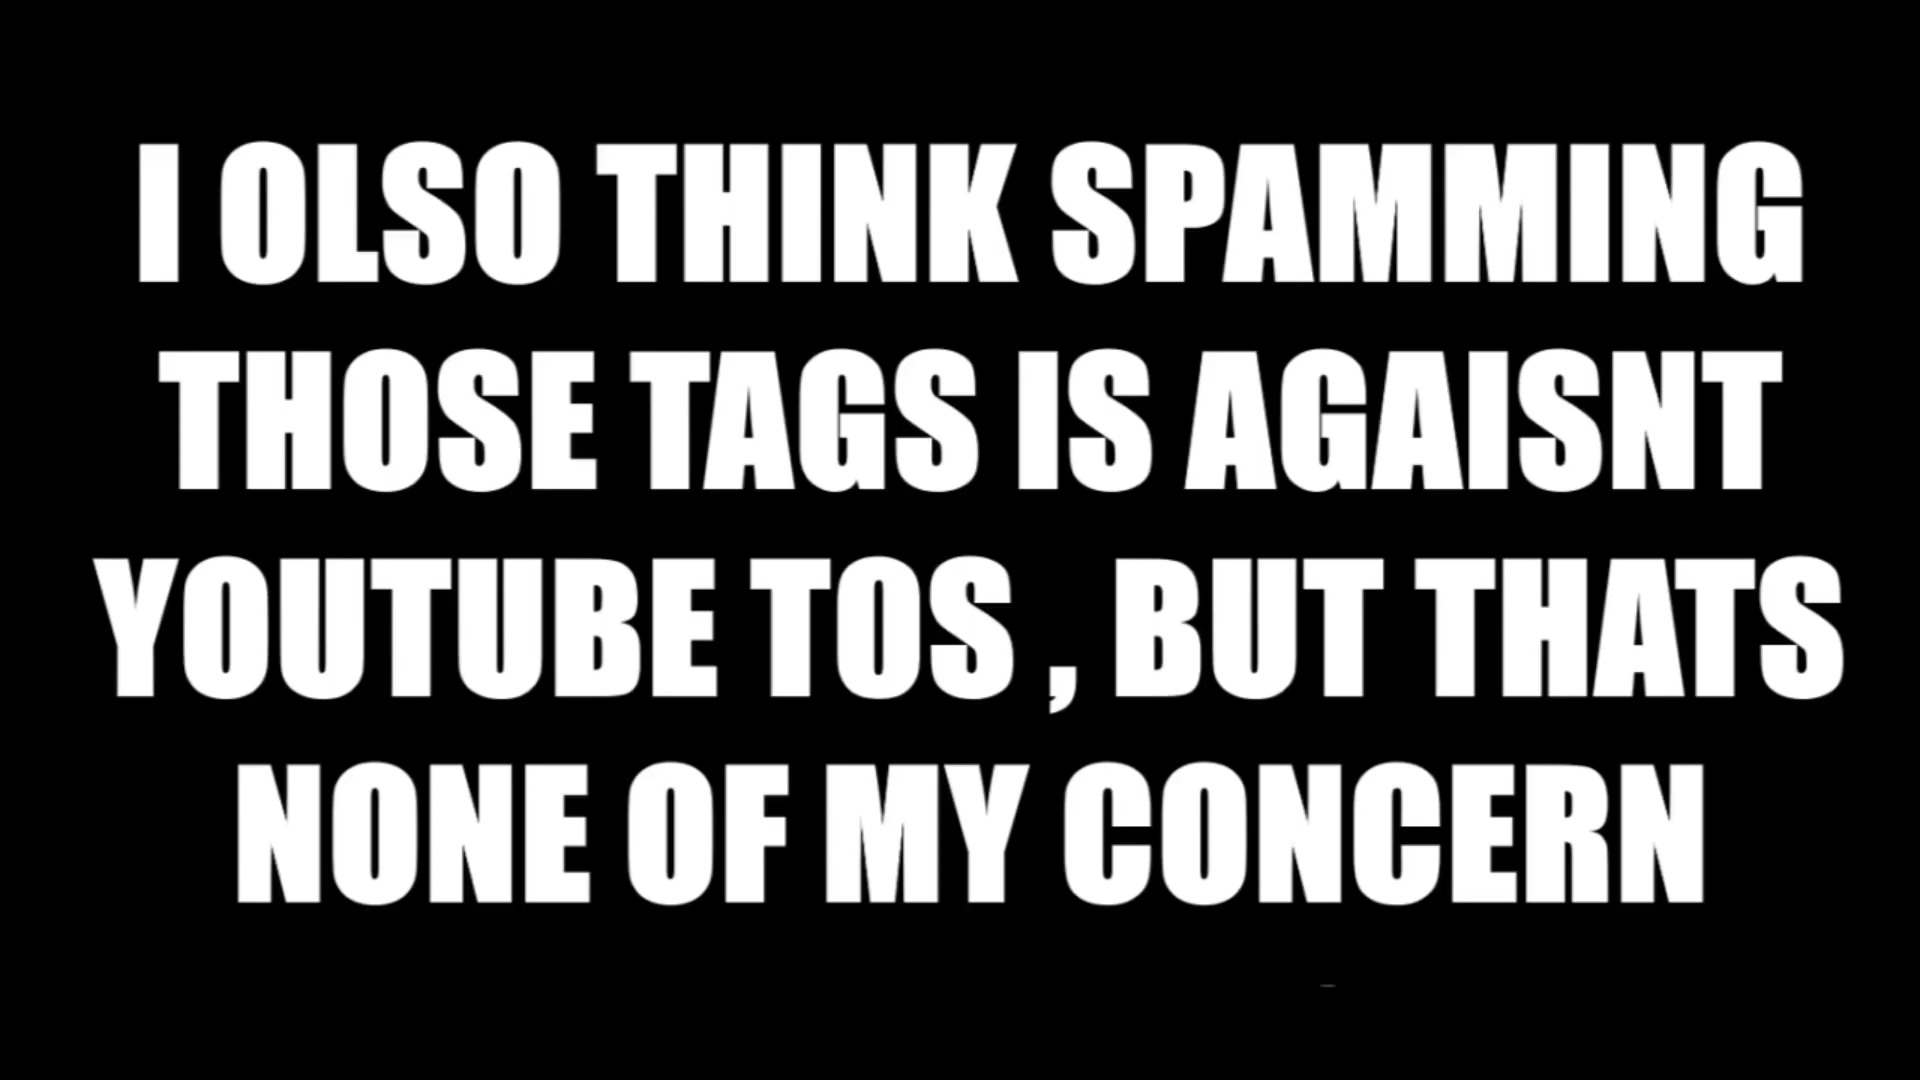 I OLSO THINK SPAMMING
THOSE TAGS IS AGAISNT
YOUTUBE TOS , BUT THATS
NONE OF MY CONCERN